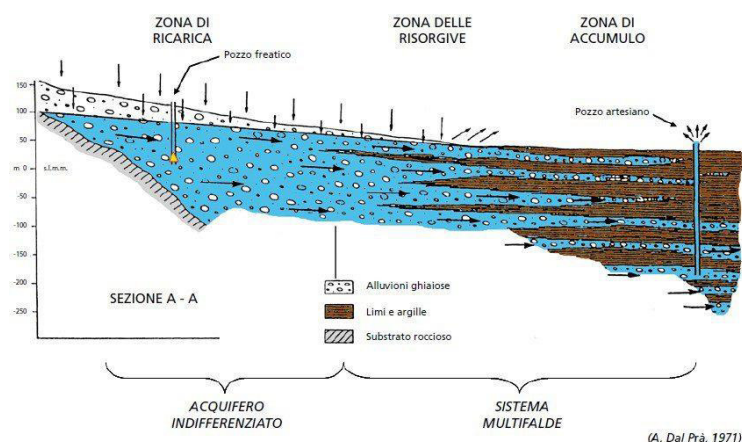 ZONA DI
RICARICA
ZONA DELLE
RISORGIVE
ZONA DI
ACCUMULO
Pozzo freatico
Pozzo artesiano
150
100
50
m 0 s.l.m.m.
-50
-100
-150
-200
-250
SEZIONE A - A
Alluvioni ghiaiose
Limi e argille
Substrato roccioso
ACQUIFERO
INDIFFERENZIATO
SISTEMA
MULTIFALDE
(A. Dal Prà, 1971)